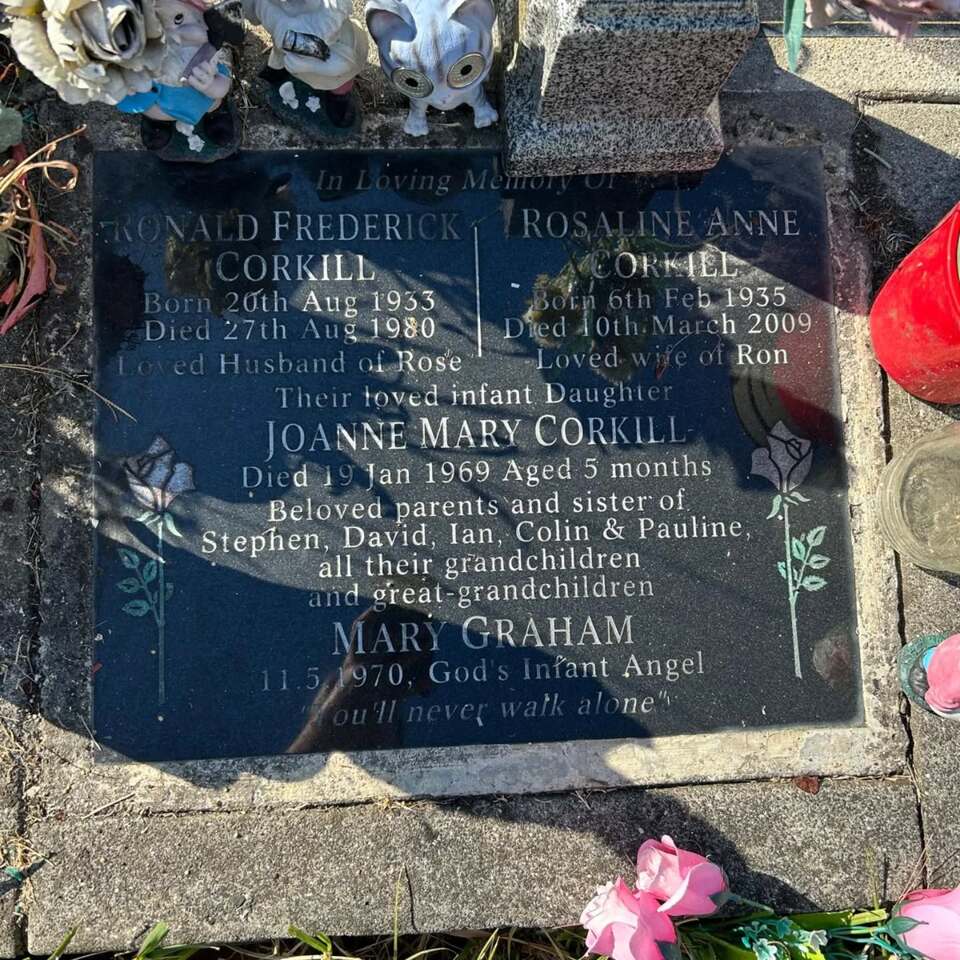 In Loving Memory Of
RONALD FREDERICK
CORKILL
Born 20th Aug 1933
Died 27th Aug 1980
Loved Husband of Rose
ROSALINE ANNE
CORKILL
Born 6th Feb 1935
Died 10th March 2009
Loved wife of Ron
Their loved infant Daughter
JOANNE MARY CORKILL
Died 19 Jan 1969 Aged 5 months
Beloved parents and sister of
Stephen, David, Ian, Colin & Pauline,
all their grandchildren
and great-grandchildren
MARY GRAHAM
11.5.1970, God's Infant Angel
"You'll never walk alone"